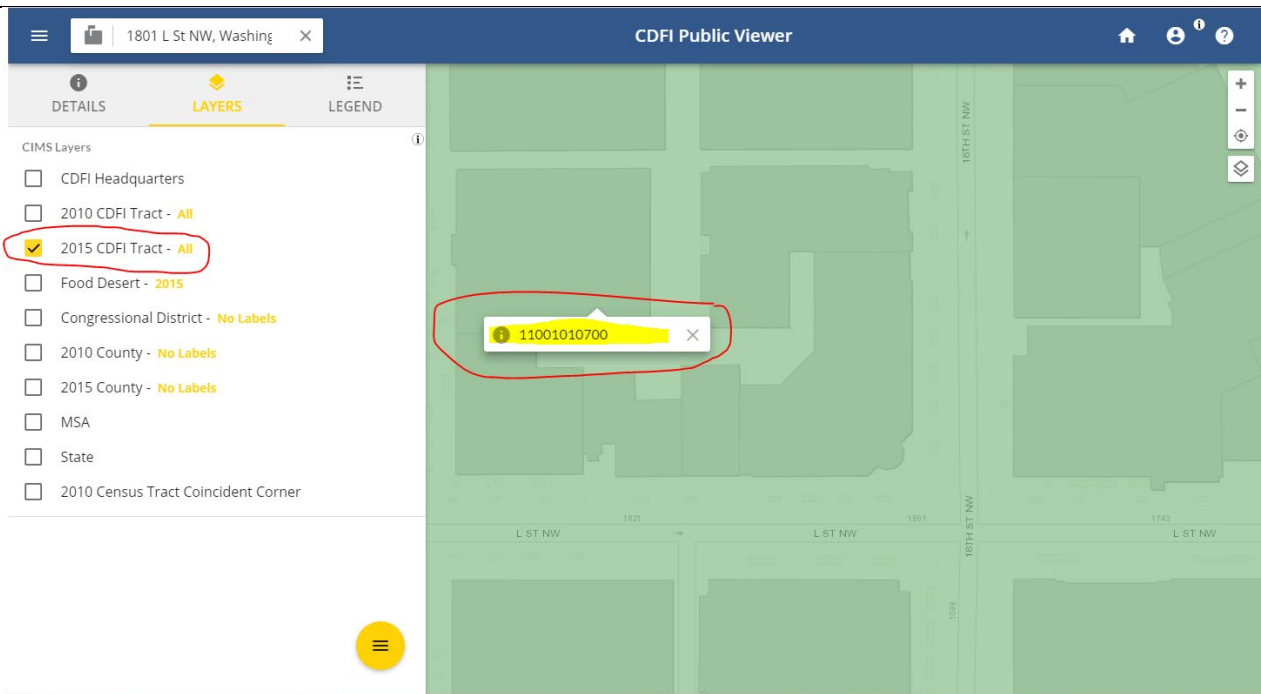 1801 L St NW, Washing
CDFI Public Viewer
DETAILS
LAYERS
LEGEND
CIMS Layers
CDFI Headquarters
2010 CDFI Tract - All
2015 CDFI Tract - All
Food Desert - 2015
Congressional District - No Labels
2010 County - No Labels
2015 County - No Labels
MSA
State
2010 Census Tract Coincident Corner
18TH ST NW
11001010700
1821
1801
1743
L ST NW
L ST NW
18TH ST NW
L ST NW